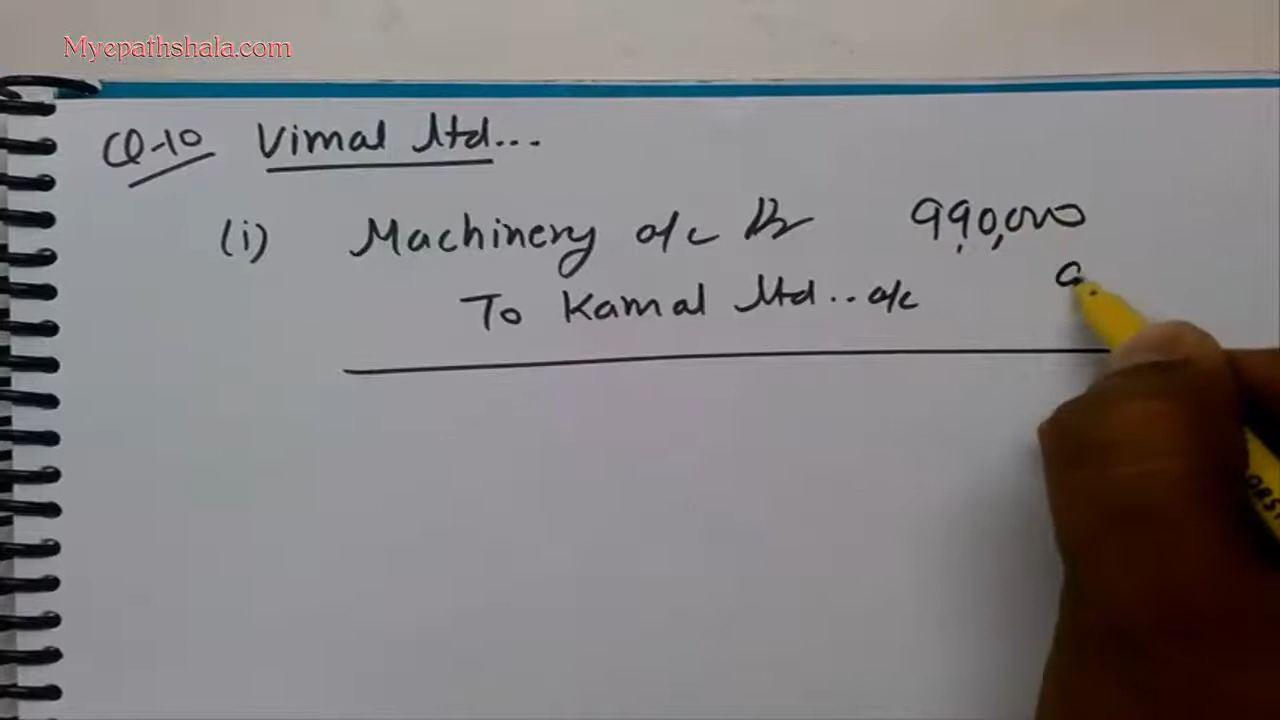 Myepathshala.com
Q-10 Vimal Ltd...
(i) Machinery a/c Dr 990,000
To Kamal Ltd.. a/c